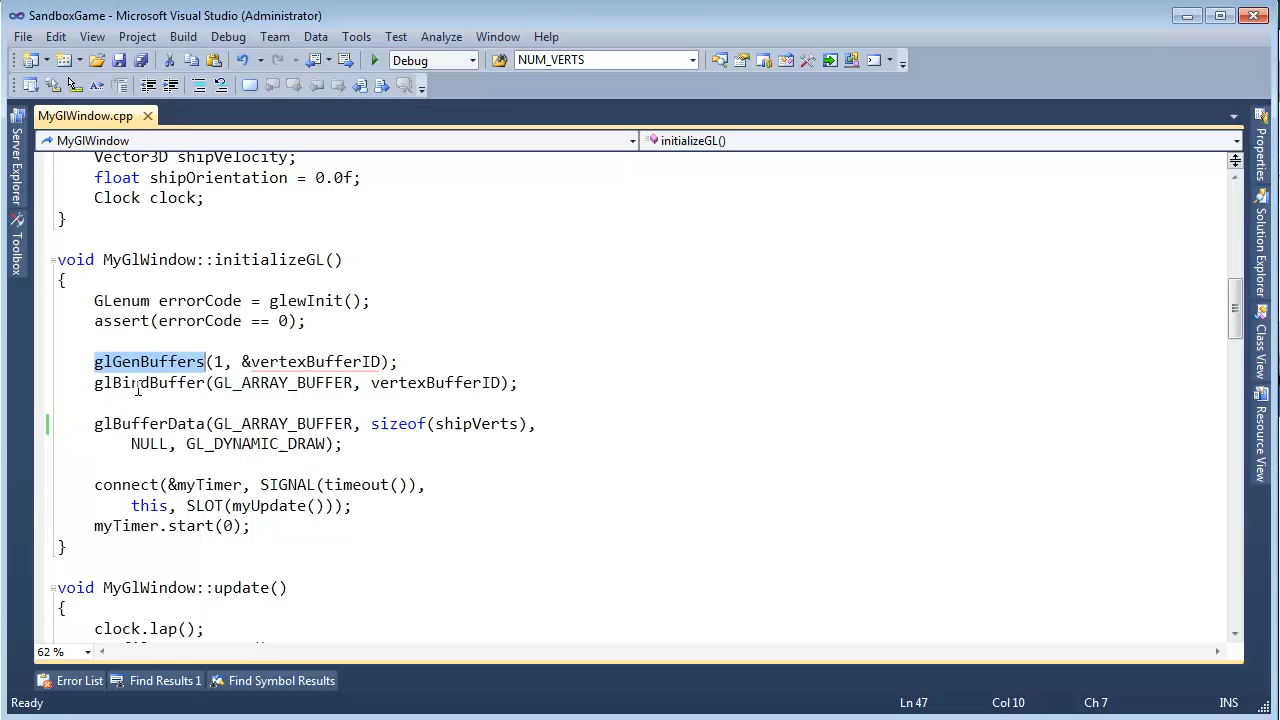 SandboxGame - Microsoft Visual Studio (Administrator)
File Edit View Project Build Debug Team Data Tools Test Analyze Window Help
Debug NUM_VERTS
MyGlWindow.cpp
MyGlWindow initializeGL()
Server Explorer
Toolbox
Vector3D shipVelocity;
float shipOrientation = 0.0f;
Clock clock;
}
void MyGlWindow::initializeGL()
{
GLenum errorCode = glewInit();
assert(errorCode == 0);
glGenBuffers(1, &vertexBufferID);
glBindBuffer(GL_ARRAY_BUFFER, vertexBufferID);
glBufferData(GL_ARRAY_BUFFER, sizeof(shipVerts),
NULL, GL_DYNAMIC_DRAW);
connect(&myTimer, SIGNAL(timeout()),
this, SLOT(myUpdate()));
myTimer.start(0);
}
void MyGlWindow::update()
{
clock.lap();
Properties
Solution Explorer
Class View
Resource View
62 %
Error List Find Results 1 Find Symbol Results
Ready Ln 47 Col 10 Ch 7 INS